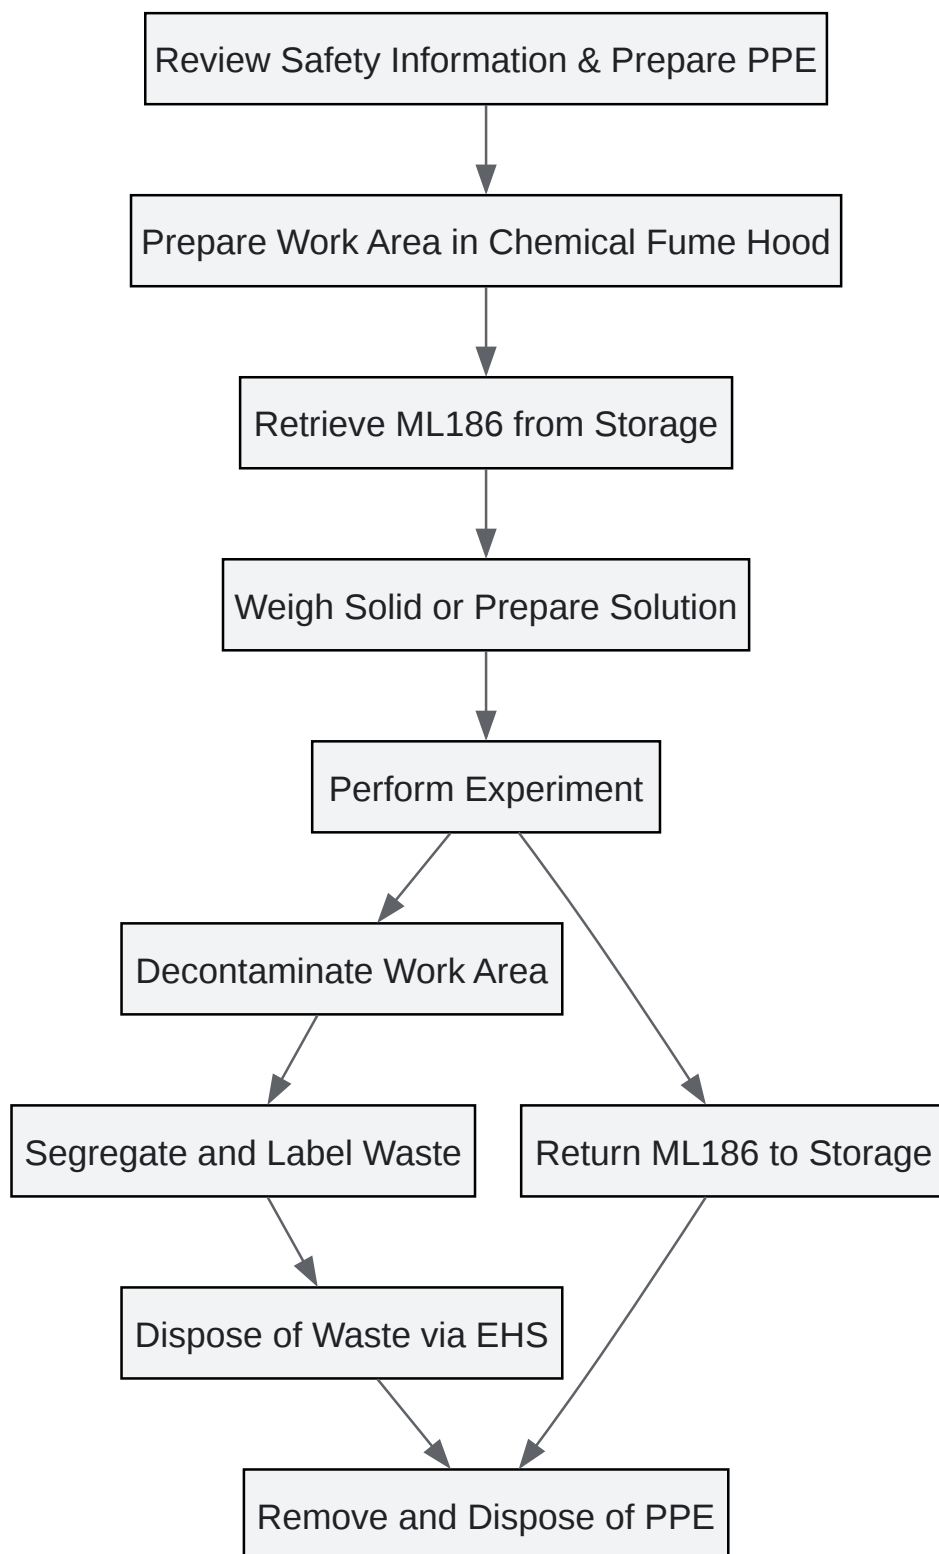 Review Safety Information & Prepare PPE
Prepare Work Area in Chemical Fume Hood
Retrieve ML186 from Storage
Weigh Solid or Prepare Solution
Perform Experiment
Decontaminate Work Area
Segregate and Label Waste
Return ML186 to Storage
Dispose of Waste via EHS
Remove and Dispose of PPE